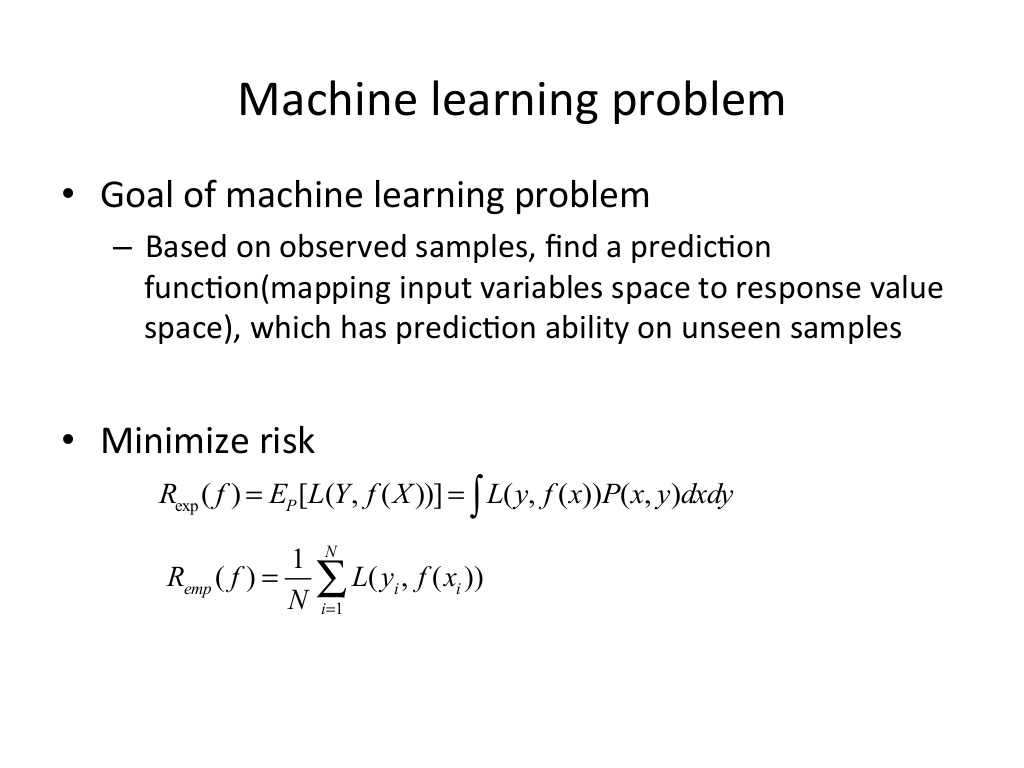 Machine learning problem
• Goal of machine learning problem
– Based on observed samples, find a prediction
function(mapping input variables space to response value
space), which has prediction ability on unseen samples
• Minimize risk
R_exp(f) = E_P[L(Y, f(X))] = ∫L(y, f(x))P(x, y)dxdy
R_emp(f) = \frac{1}{N} \sum_{i=1}^{N} L(y_i, f(x_i))